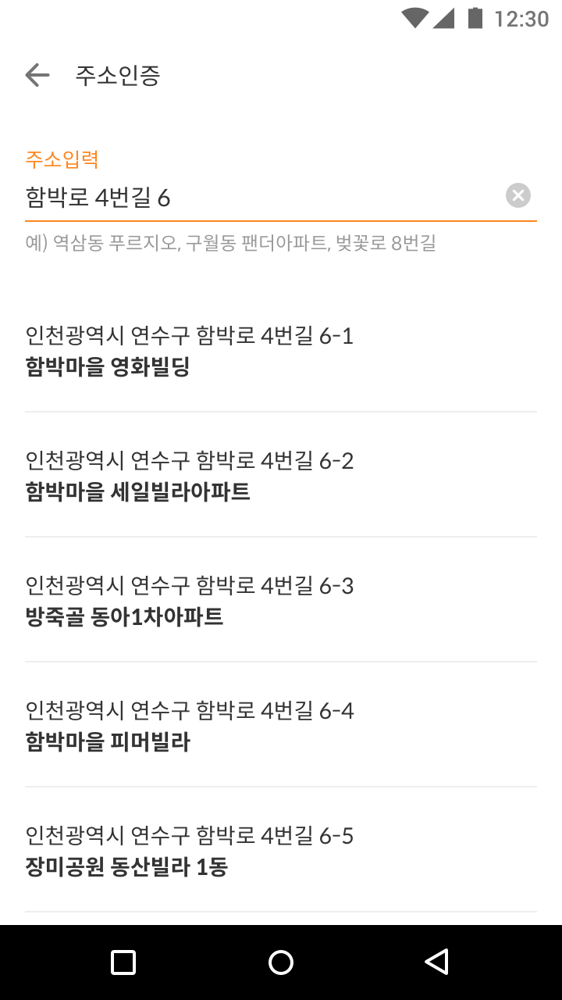 12:30
주소인증
주소입력
함박로 4번길 6
예) 역삼동 푸르지오, 구월동 팬더아파트, 벚꽃로 8번길
인천광역시 연수구 함박로 4번길 6-1
함박마을 영화빌딩
인천광역시 연수구 함박로 4번길 6-2
함박마을 세일빌라아파트
인천광역시 연수구 함박로 4번길 6-3
방죽골 동아1차아파트
인천광역시 연수구 함박로 4번길 6-4
함박마을 피머빌라
인천광역시 연수구 함박로 4번길 6-5
장미공원 동산빌라 1동